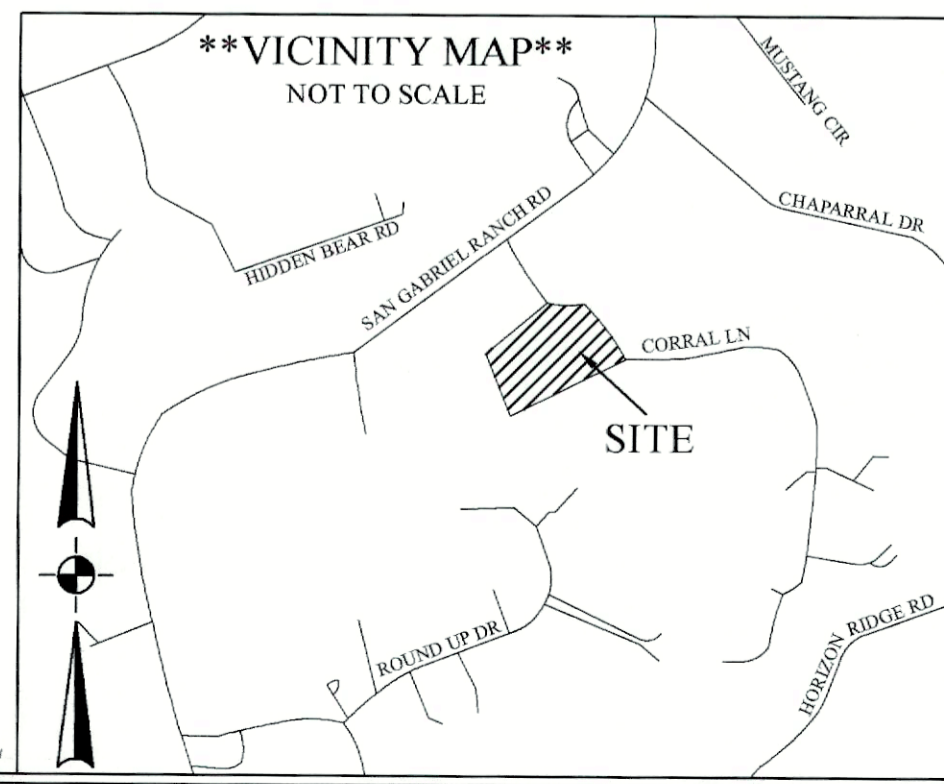 **VICINITY MAP**
NOT TO SCALE
MUSTANG CIR
CHAPARRAL DR
HIDDEN BEAR RD
SAN GABRIEL RANCH RD
CORRAL LN
SITE
ROUND UP DR
HORIZON RIDGE RD